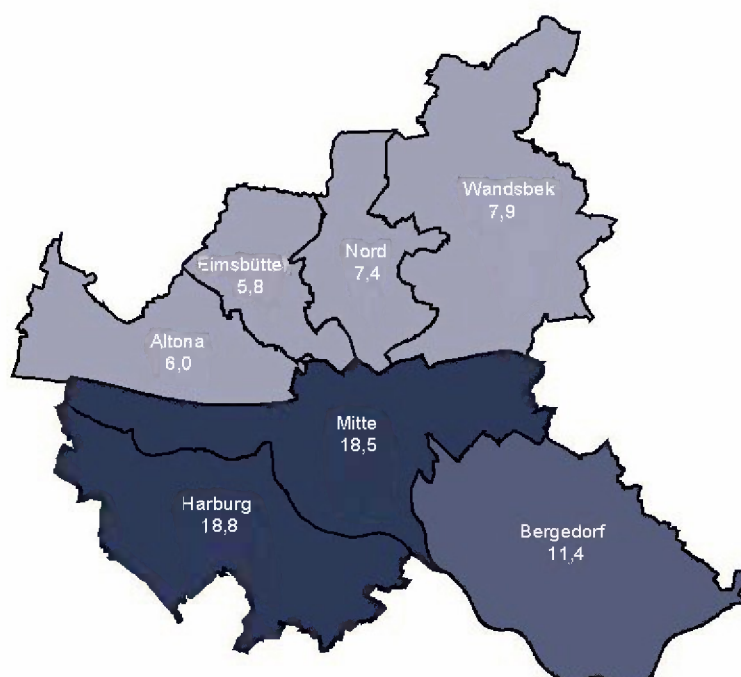 Wandsbek
7,9
Nord
7,4
Eimsbüttel
5,8
Altona
6,0
Mitte
18,5
Harburg
18,8
Bergedorf
11,4